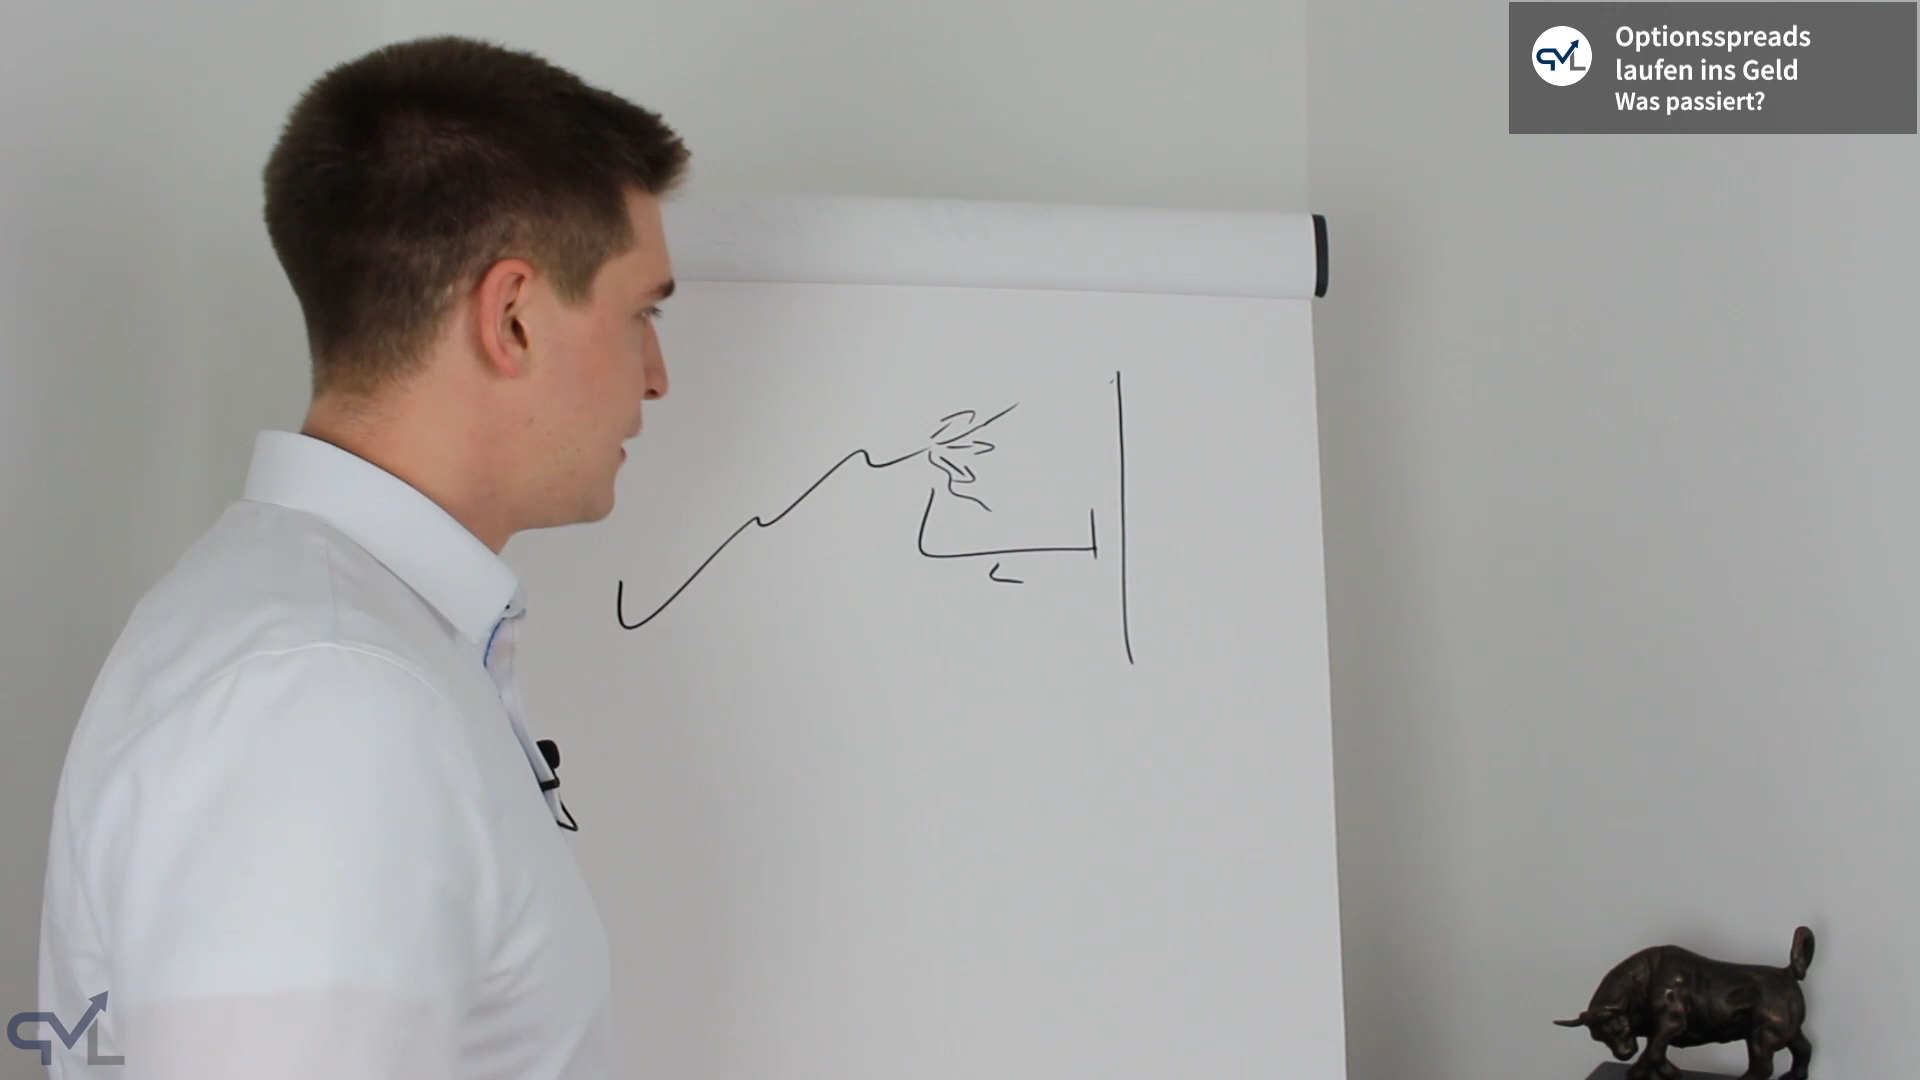 Optionsspreads
laufen ins Geld
Was passiert?